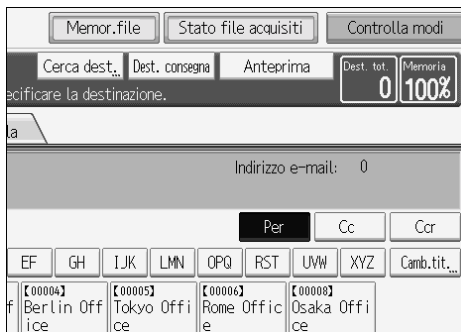 Memor.file Stato file acquisiti Controlla modi
Cerca dest. Dest. consegna Anteprima Dest. tot. Memoria
ecificare la destinazione. 0 100%
la
Indirizzo e-mail: 0
Per Cc Ccr
EF GH IJK LMN OPQ RST UVW XYZ Camb.tit.
【00004】 【00005】 【00006】 【00008】
f Berlin Off Tokyo Offi Rome Offic Osaka Offi
ice ce e ce